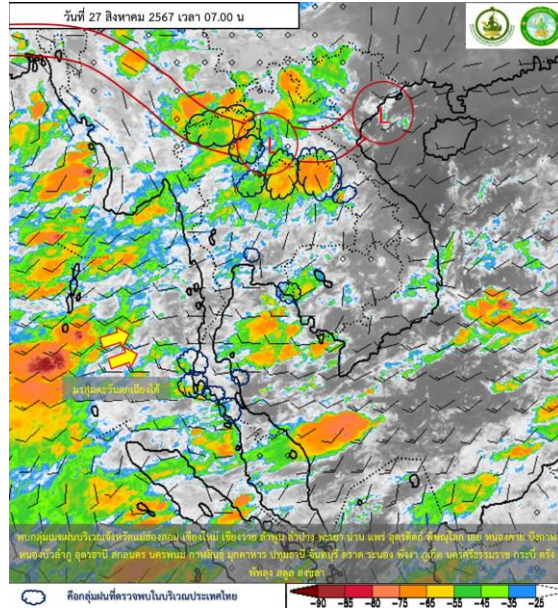 วันที่ 27 สิงหาคม 2567 เวลา 07.00 น
L
L
มรสุมตะวันตกเฉียงใต้
พบกลุ่มเมฆฝนบริเวณจังหวัดแม่ฮ่องสอน เชียงใหม่ เชียงราย ลำพูน ลำปาง พะเยา น่าน แพร่ อุตรดิตถ์ พิษณุโลก เลย หนองคาย บึงกาฬ
หนองบัวลำภู อุดรธานี สกลนคร นครพนม กาฬสินธุ์ มุกดาหาร ปทุมธานี จันทบุรี ตราด ระนอง พังงา ภูเก็ต นครศรีธรรมราช กระบี่ ตรัง
พัทลุง สตูล สงขลา
คือกลุ่มฝนที่ตรวจพบในบริเวณประเทศไทย
-90 -85 -80 -75 -65 -55 -45 -35 -25